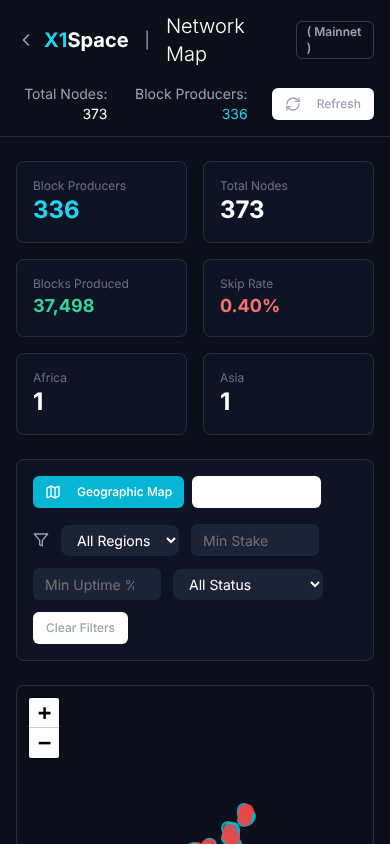 X1Space | Network Map
( Mainnet )
Total Nodes: 373
Block Producers: 336
Refresh
Block Producers
336
Total Nodes
373
Blocks Produced
37,498
Skip Rate
0.40%
Africa
1
Asia
1
Geographic Map
All Regions
Min Stake
Min Uptime %
All Status
Clear Filters
+
−